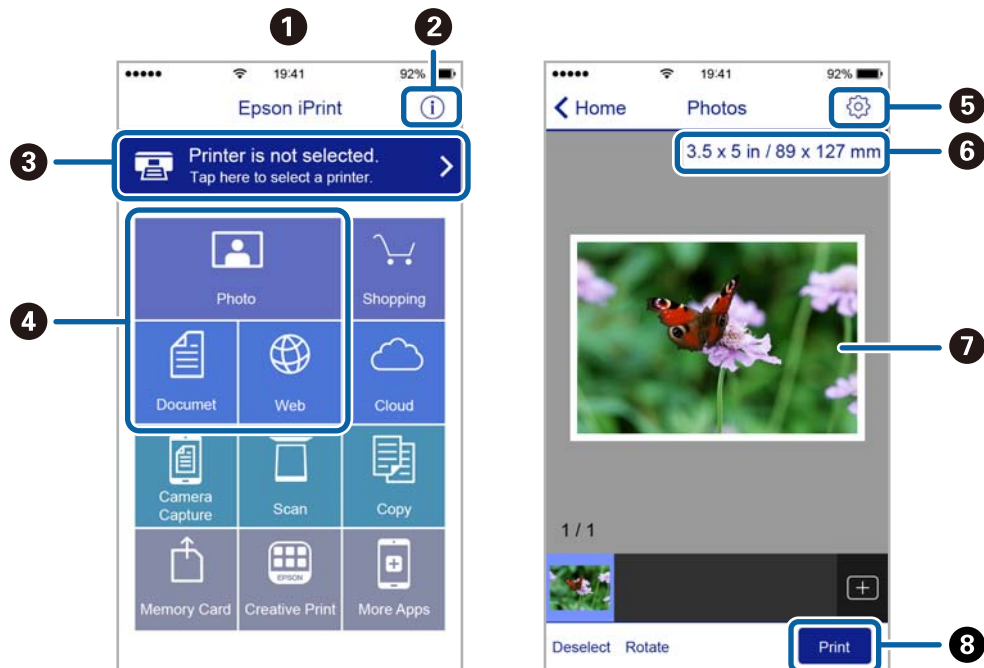 1
2
19:41
92%
Epson iPrint
i
3
Printer is not selected.
Tap here to select a printer.
4
Photo
Shopping
Documet
Web
Cloud
Camera
Capture
Scan
Copy
EPSON
Memory Card
Creative Print
More Apps
19:41
92%
Home
Photos
5
3.5 x 5 in / 89 x 127 mm
6
7
1 / 1
Deselect
Rotate
Print
8